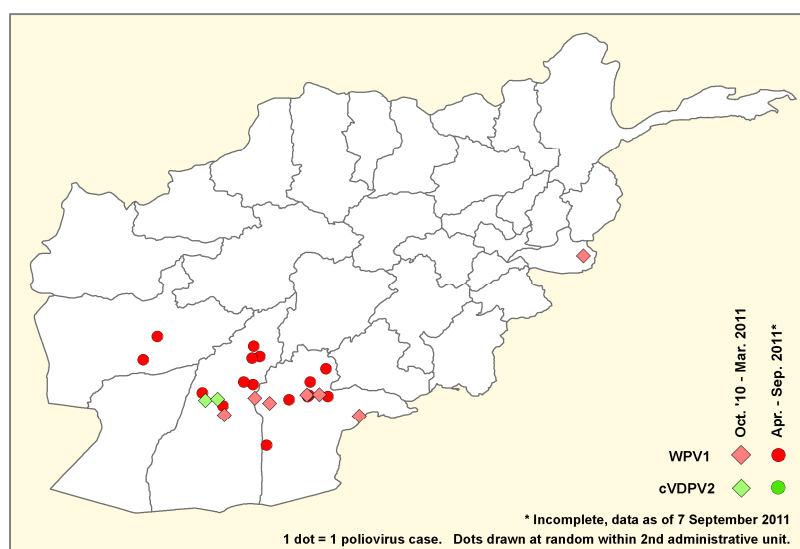 Oct. '10 - Mar. 2011
Apr. - Sep. 2011*
WPV1
cVDPV2
* Incomplete, data as of 7 September 2011
1 dot = 1 poliovirus case. Dots drawn at random within 2nd administrative unit.